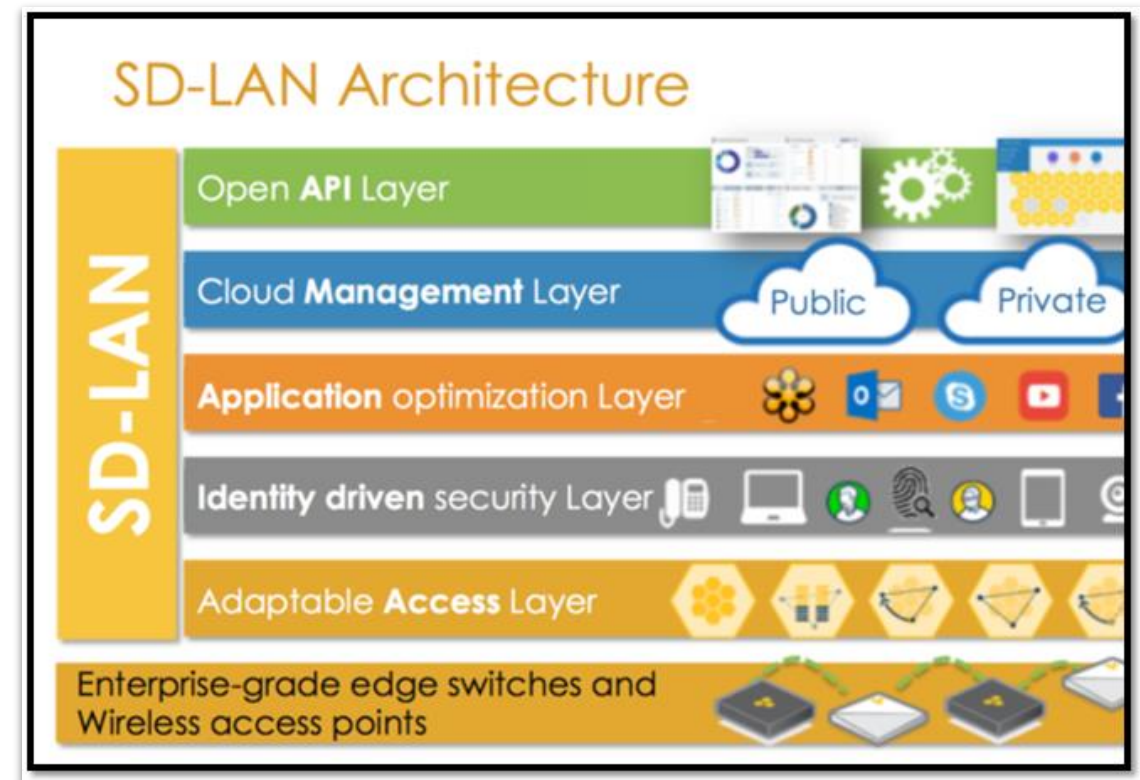 SD-LAN Architecture
SD-LAN
Open API Layer
Cloud Management Layer
Public
Private
Application optimization Layer
Identity driven security Layer
Adaptable Access Layer
Enterprise-grade edge switches and
Wireless access points